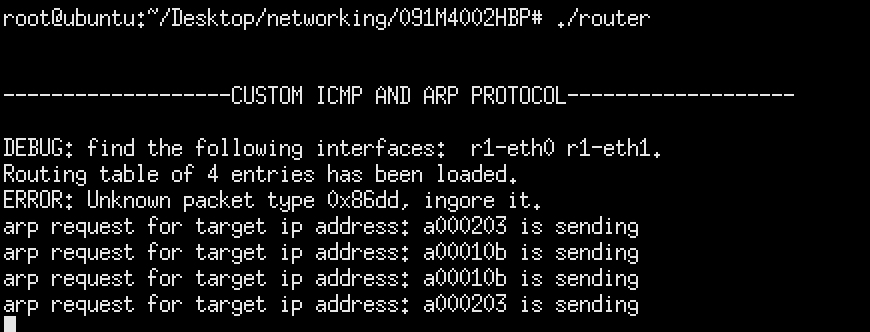 root@ubuntu:~/Desktop/networking/091M4002HBP# ./router
-------------------CUSTOM ICMP AND ARP PROTOCOL-------------------
DEBUG: find the following interfaces:  r1-eth0 r1-eth1.
Routing table of 4 entries has been loaded.
ERROR: Unknown packet type 0x86dd, ingore it.
arp request for target ip address: a000203 is sending
arp request for target ip address: a00010b is sending
arp request for target ip address: a00010b is sending
arp request for target ip address: a000203 is sending